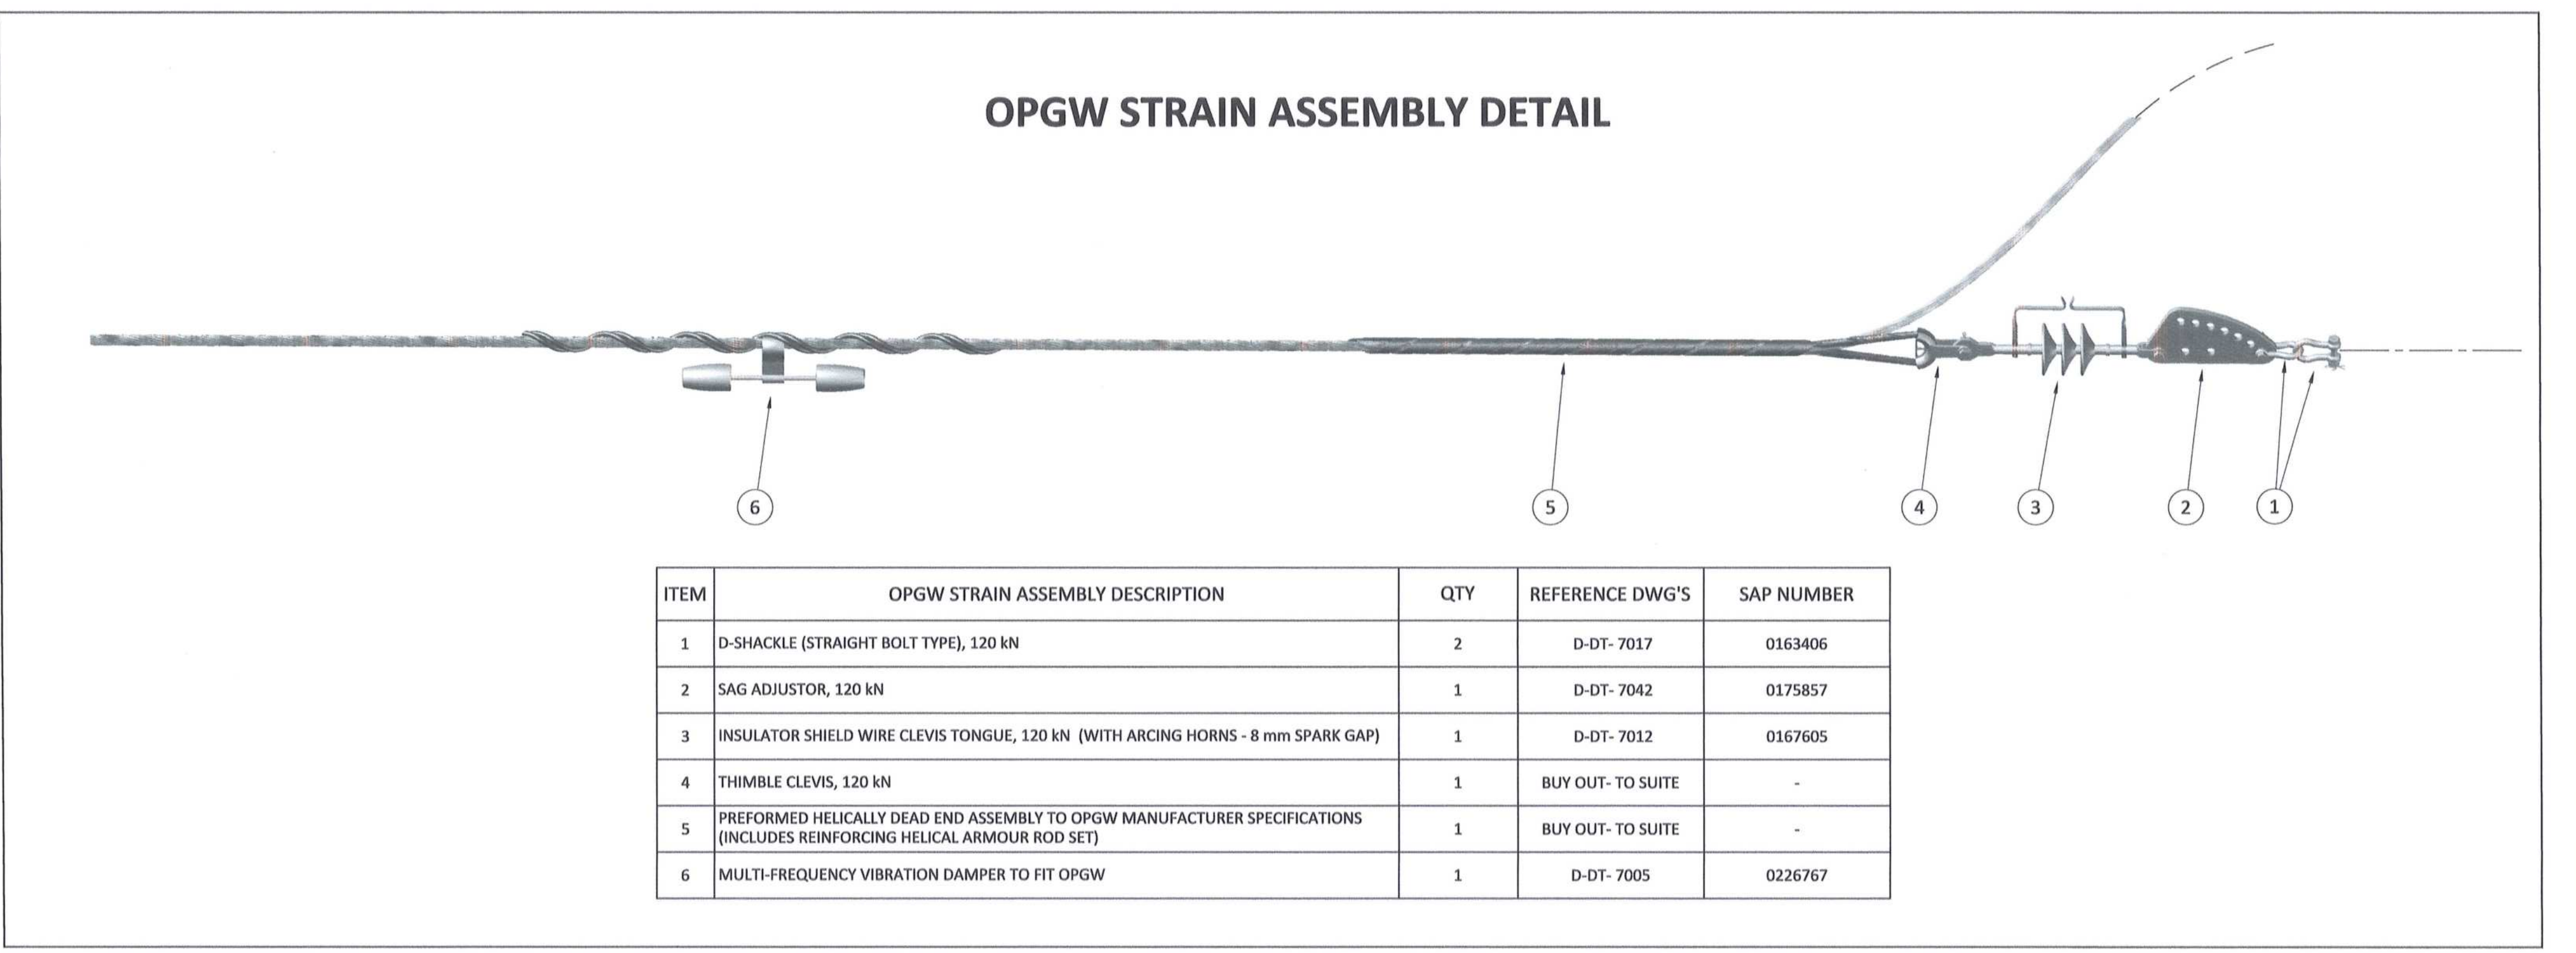 OPGW STRAIN ASSEMBLY DETAIL
6 5 4 3 2 1
ITEM OPGW STRAIN ASSEMBLY DESCRIPTION QTY REFERENCE DWG'S SAP NUMBER
1 D-SHACKLE (STRAIGHT BOLT TYPE), 120 kN 2 D-DT- 7017 0163406
2 SAG ADJUSTOR, 120 kN 1 D-DT- 7042 0175857
3 INSULATOR SHIELD WIRE CLEVIS TONGUE, 120 kN (WITH ARCING HORNS - 8 mm SPARK GAP) 1 D-DT- 7012 0167605
4 THIMBLE CLEVIS, 120 kN 1 BUY OUT- TO SUITE -
5 PREFORMED HELICALLY DEAD END ASSEMBLY TO OPGW MANUFACTURER SPECIFICATIONS
(INCLUDES REINFORCING HELICAL ARMOUR ROD SET) 1 BUY OUT- TO SUITE -
6 MULTI-FREQUENCY VIBRATION DAMPER TO FIT OPGW 1 D-DT- 7005 0226767